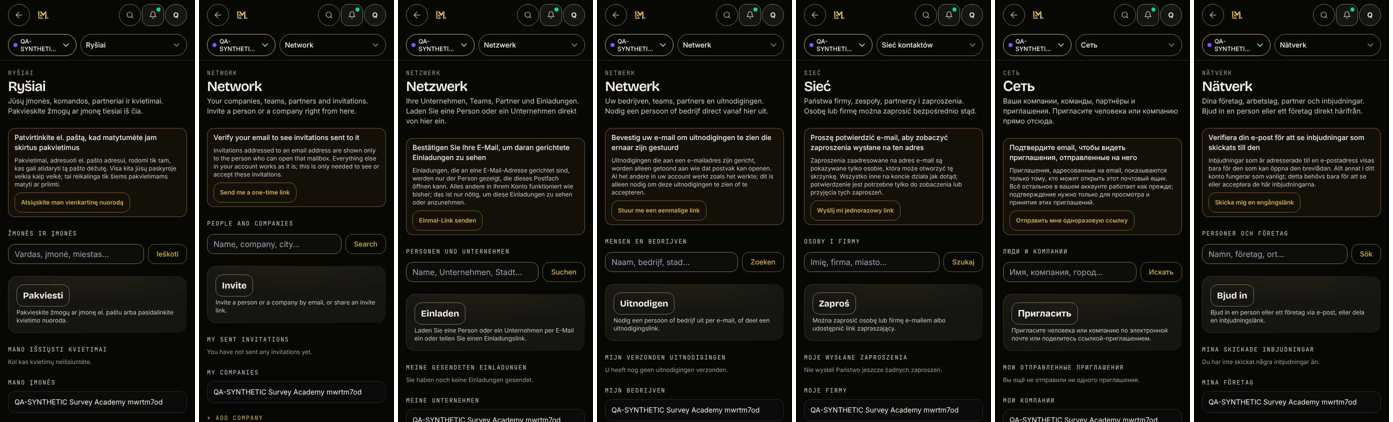 QA-SYNTHETI...
Ryšiai
RYŠIAI
Ryšiai
Jūsų įmonės, komandos, partneriai ir kvietimai.
Pakvieskite žmogų ar įmonę tiesiai iš čia.
Patvirtinkite el. paštą, kad matytumėte jam
skirtus pakvietimus
Pakvietimai, adresuoti el. pašto adresui, rodomi tik tam,
kas gali atidaryti tą pašto dėžutę. Visa kita jūsų paskyroje
veikia kaip veikė; tai reikalinga tik šiems pakvietimams
matyti ar priimti.
Atsiųskite man vienkartinę nuorodą
ŽMONĖS IR ĮMONĖS
Vardas, įmonė, miestas...
Ieškoti
Pakviesti
Pakvieskite žmogų ar įmonę el. paštu arba pasidalinkite
kvietimo nuoroda.
MANO IŠSIŲSTI KVIETIMAI
Kol kas kvietimų neišsiuntėte.
MANO ĮMONĖS
QA-SYNTHETIC Survey Academy mwrtm7od
Q
QA-SYNTHETI...
Network
NETWORK
Network
Your companies, teams, partners and invitations.
Invite a person or a company right from here.
Verify your email to see invitations sent to it
Invitations addressed to an email address are shown only
to the person who can open that mailbox. Everything else
in your account works as it is; this is only needed to see or
accept these invitations.
Send me a one-time link
PEOPLE AND COMPANIES
Name, company, city...
Search
Invite
Invite a person or a company by email, or share an invite
link.
MY SENT INVITATIONS
You have not sent any invitations yet.
MY COMPANIES
QA-SYNTHETIC Survey Academy mwrtm7od
+ ADD COMPANY
Q
QA-SYNTHETI...
Netzwerk
NETZWERK
Netzwerk
Ihre Unternehmen, Teams, Partner und Einladungen.
Laden Sie eine Person oder ein Unternehmen direkt
von hier ein.
Bestätigen Sie Ihre E-Mail, um daran gerichtete
Einladungen zu sehen
Einladungen, die an eine E-Mail-Adresse gerichtet sind,
werden nur der Person gezeigt, die dieses Postfach
öffnen kann. Alles andere in Ihrem Konto funktioniert wie
bisher; das ist nur nötig, um diese Einladungen zu sehen
oder anzunehmen.
Einmal-Link senden
PERSONEN UND UNTERNEHMEN
Name, Unternehmen, Stadt...
Suchen
Einladen
Laden Sie eine Person oder ein Unternehmen per E-Mail
ein oder teilen Sie einen Einladungslink.
MEINE GESENDETEN EINLADUNGEN
Sie haben noch keine Einladungen gesendet.
MEINE UNTERNEHMEN
QA-SYNTHETIC Survey Academy mwrtm7od
Q
QA-SYNTHETI...
Netwerk
NETWERK
Netwerk
Uw bedrijven, teams, partners en uitnodigingen.
Nodig een persoon of bedrijf direct vanaf hier uit.
Bevestig uw e-mail om uitnodigingen te zien die
ernaar zijn gestuurd
Uitnodigingen die aan een e-mailadres zijn gericht,
worden alleen getoond aan wie dat postvak kan openen.
Al het andere in uw account werkt zoals het werkte; dit is
alleen nodig om deze uitnodigingen te zien of te
accepteren.
Stuur me een eenmalige link
MENSEN EN BEDRIJVEN
Naam, bedrijf, stad...
Zoeken
Uitnodigen
Nodig een persoon of bedrijf uit per e-mail, of deel een
uitnodigingslink.
MIJN VERZONDEN UITNODIGINGEN
U heeft nog geen uitnodigingen verzonden.
MIJN BEDRIJVEN
QA-SYNTHETIC Survey Academy mwrtm7od
Q
QA-SYNTHETI...
Sieć kontaktów
SIEĆ
Sieć
Państwa firmy, zespoły, partnerzy i zaproszenia.
Osobę lub firmę można zaprosić bezpośrednio stąd.
Proszę potwierdzić e-mail, aby zobaczyć
zaproszenia wysłane na ten adres
Zaproszenia zaadresowane na adres e-mail są
pokazywane tylko osobie, która może otworzyć tę
skrzynkę. Wszystko inne na koncie działa jak dotąd;
potwierdzenie jest potrzebne tylko do zobaczenia lub
przyjęcia tych zaproszeń.
Wyślij mi jednorazowy link
OSOBY I FIRMY
Imię, firma, miasto...
Szukaj
Zaproś
Można zaprosić osobę lub firmę e-mailem albo
udostępnić link zapraszający.
MOJE WYSŁANE ZAPROSZENIA
Nie wysłali Państwo jeszcze żadnych zaproszeń.
MOJE FIRMY
QA-SYNTHETIC Survey Academy mwrtm7od
Q
QA-SYNTHETI...
Сеть
СЕТЬ
Сеть
Ваши компании, команды, партнёры и
приглашения. Пригласите человека или компанию
прямо отсюда.
Подтвердите email, чтобы видеть
приглашения, отправленные на него
Приглашения, адресованные на email, показываются
только тому, кто может открыть этот почтовый ящик.
Всё остальное в вашем аккаунте работает как прежде;
подтверждение нужно только для просмотра и
принятия этих приглашений.
Отправить мне одноразовую ссылку
ЛЮДИ И КОМПАНИИ
Имя, компания, город...
Искать
Пригласить
Пригласите человека или компанию по электронной
почте или поделитесь ссылкой-приглашением.
МОИ ОТПРАВЛЕННЫЕ ПРИГЛАШЕНИЯ
Вы ещё не отправили ни одного приглашения.
МОИ КОМПАНИИ
QA-SYNTHETIC Survey Academy mwrtm7od
Q
QA-SYNTHETI...
Nätverk
NÄTVERK
Nätverk
Dina företag, arbetslag, partner och inbjudningar.
Bjud in en person eller ett företag direkt härifrån.
Verifiera din e-post för att se inbjudningar som
skickats till den
Inbjudningar som är adresserade till en e-postadress visas
bara för den som kan öppna den brevlådan. Allt annat i ditt
konto fungerar som vanligt; detta behövs bara för att se
eller acceptera de här inbjudningarna.
Skicka mig en engångslänk
PERSONER OCH FÖRETAG
Namn, företag, ort...
Sök
Bjud in
Bjud in en person eller ett företag via e-post, eller dela
en inbjudningslänk.
MINA SKICKADE INBJUDNINGAR
Du har inte skickat några inbjudningar än.
MINA FÖRETAG
QA-SYNTHETIC Survey Academy mwrtm7od
Q